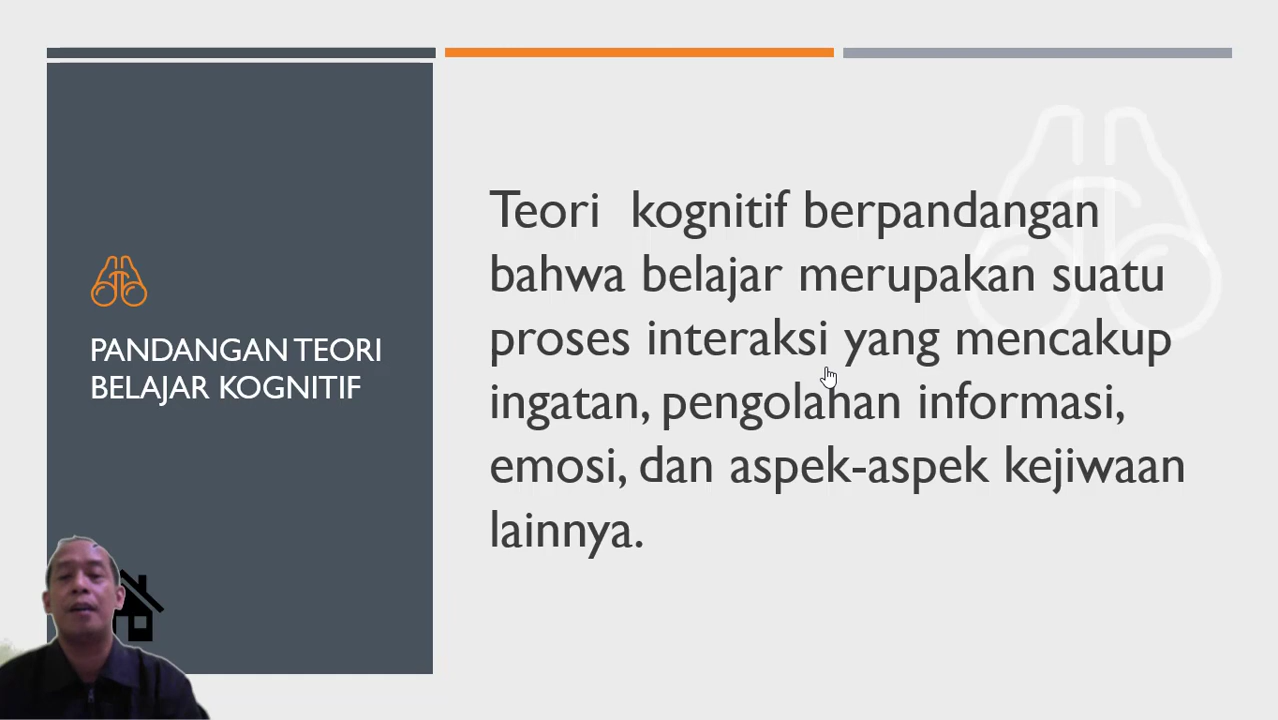 PANDANGAN TEORI
BELAJAR KOGNITIF
Teori kognitif berpandangan
bahwa belajar merupakan suatu
proses interaksi yang mencakup
ingatan, pengolahan informasi,
emosi, dan aspek-aspek kejiwaan
lainnya.